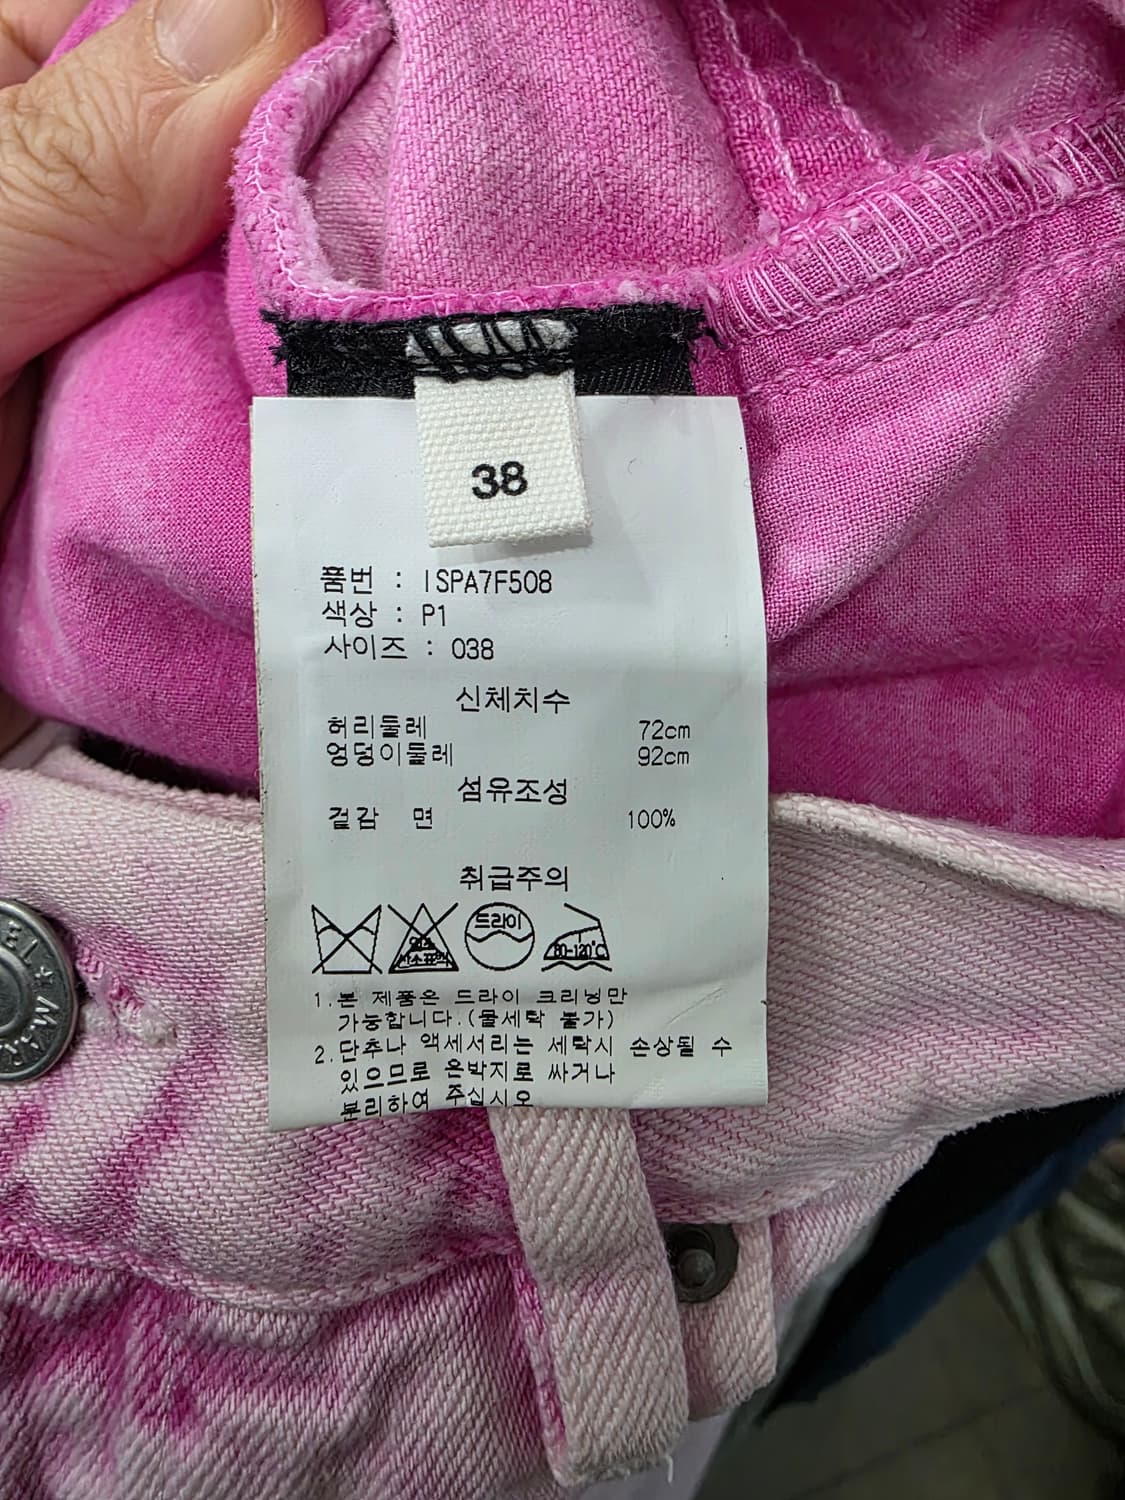 38
품번 : ISPA7F508
색상 : P1
사이즈 : 038
신체치수
허리둘레 72cm
엉덩이둘레 92cm
섬유조성
겉감 면 100%
취급주의
드라이
80-120℃
1.본 제품은 드라이 크리닝만
가능합니다.(물세탁 불가)
2.단추나 액세서리는 세탁시 손상될 수
있으므로 은박지로 싸거나
분리하여 주십시오